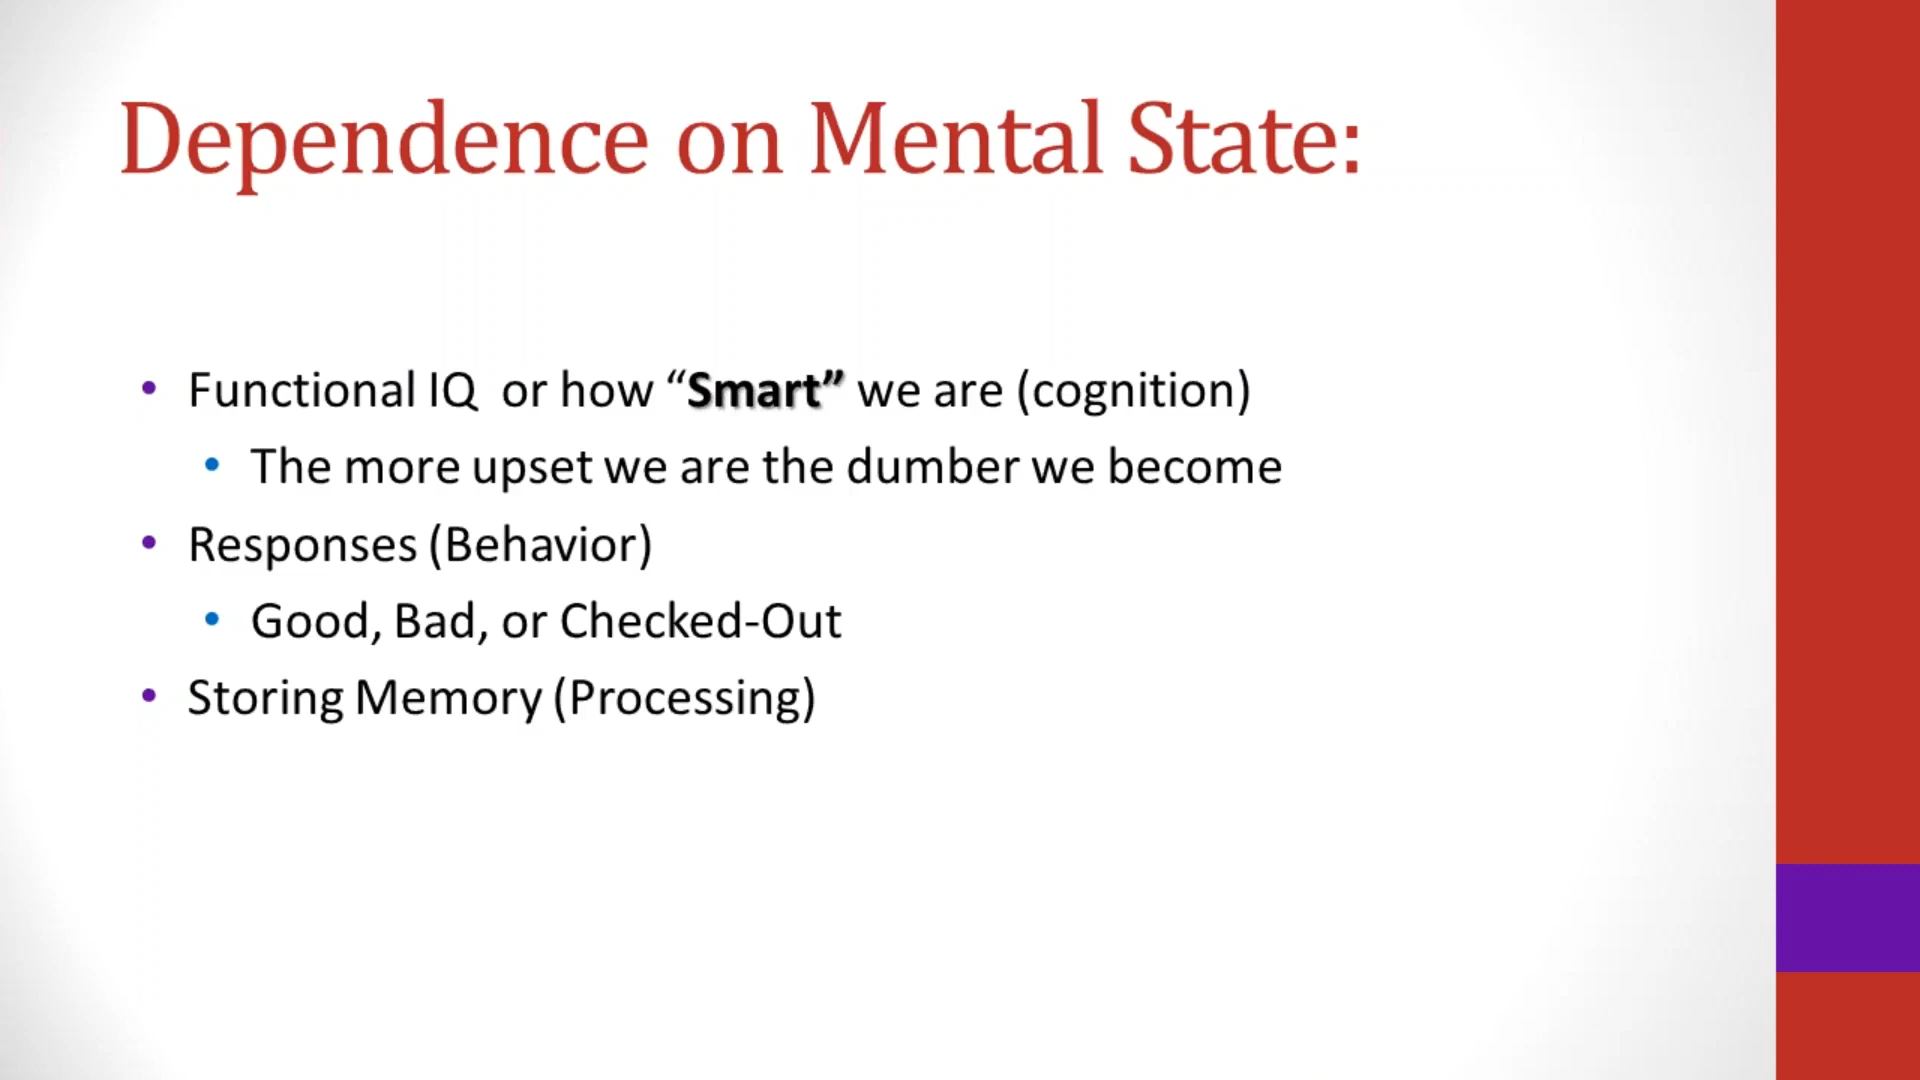 Dependence on Mental State:
• Functional IQ  or how “Smart” we are (cognition)
• The more upset we are the dumber we become
• Responses (Behavior)
• Good, Bad, or Checked-Out
• Storing Memory (Processing)